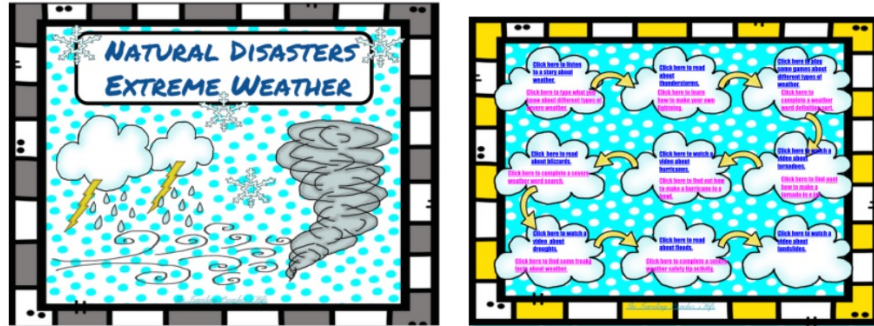 NATURAL DISASTERS
EXTREME WEATHER
Click here to listen
to a story about
weather.
Click here to type what you
know about different types of
severe weather.
Click here to read
about
thunderstorms.
Click here to learn
how to make your own
lightning.
Click here to play
some games about
different types of
weather.
Click here to
complete a weather
word definition sort.
Click here to read
about blizzards.
Click here to complete a severe
weather word search.
Click here to watch a
video about
hurricanes.
Click here to find out how
to make a hurricane in a
bowl.
Click here to watch a
video about
tornadoes.
Click here to find out
how to make a
tornado in a jar.
Click here to watch a
video about
droughts.
Click here to find some freaky
facts about weather.
Click here to read
about floods.
Click here to complete a
weather safety tip activity.
Click here to watch a
video about
landslides.